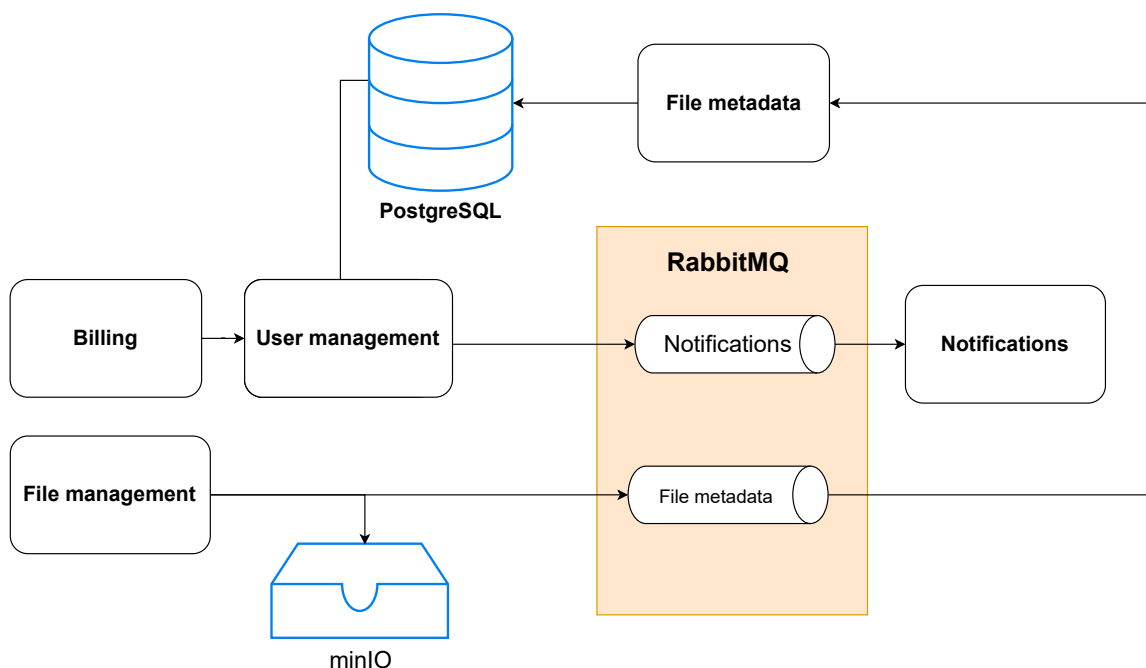 File metadata
PostgreSQL
RabbitMQ
Billing
User management
Notifications
Notifications
File management
File metadata
minIO